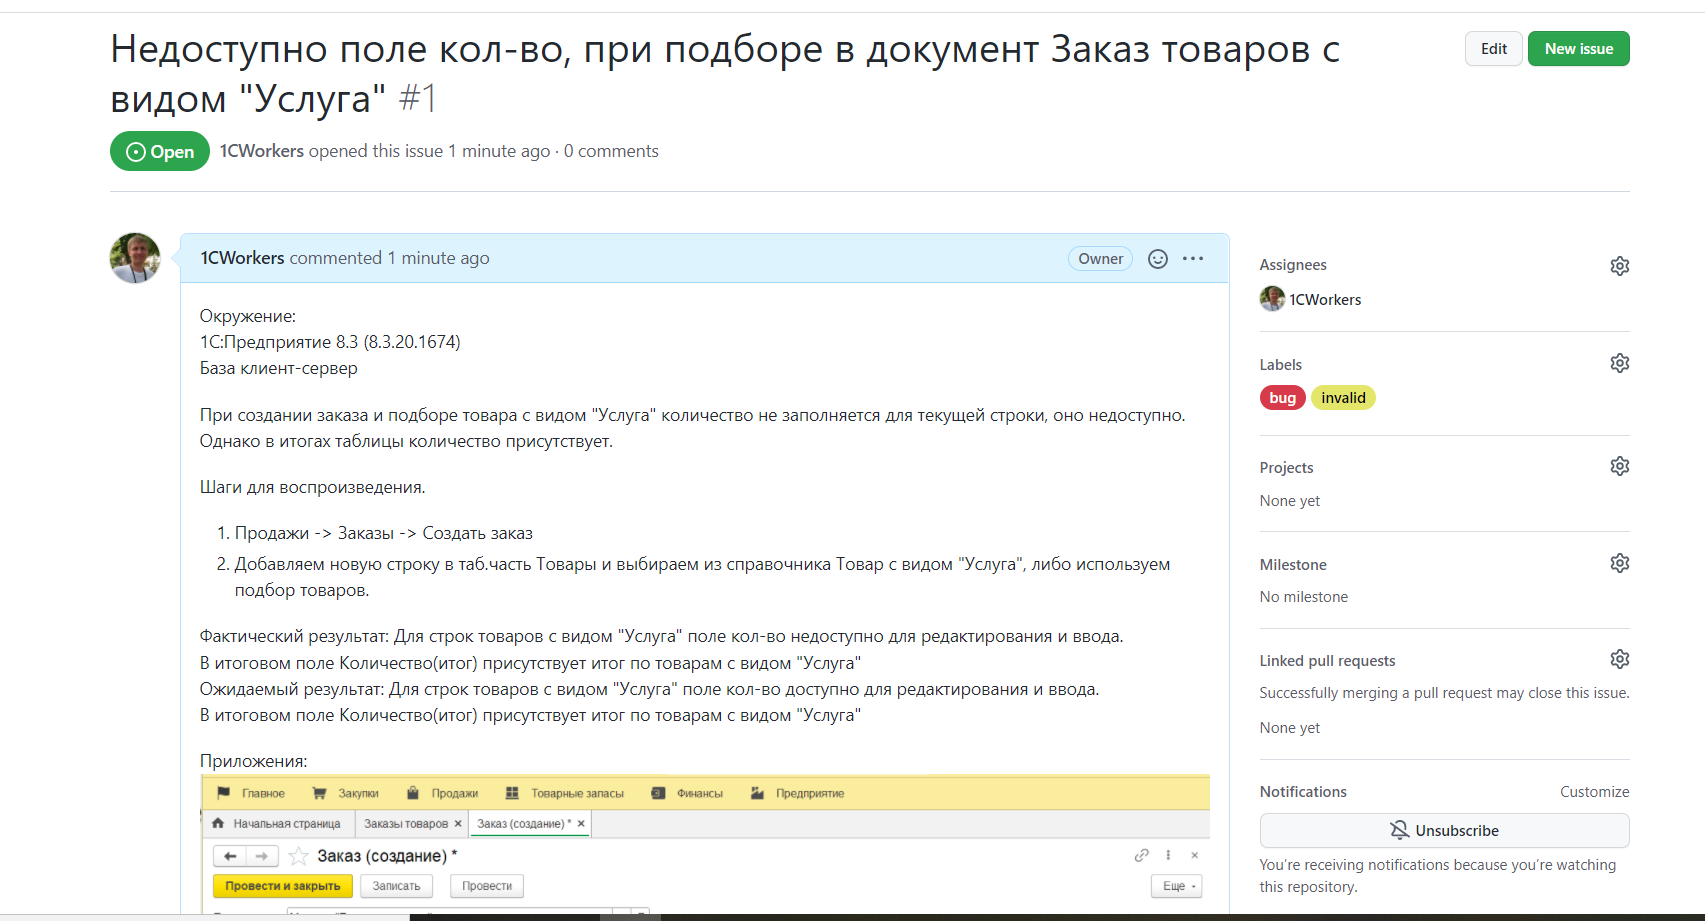 Недоступно поле кол-во, при подборе в документ Заказ товаров с
видом "Услуга" #1
Edit
New issue
Open
1CWorkers opened this issue 1 minute ago · 0 comments
1CWorkers commented 1 minute ago
Owner
Окружение:
1С:Предприятие 8.3 (8.3.20.1674)
База клиент-сервер
При создании заказа и подборе товара с видом "Услуга" количество не заполняется для текущей строки, оно недоступно.
Однако в итогах таблицы количество присутствует.
Шаги для воспроизведения.
1. Продажи -> Заказы -> Создать заказ
2. Добавляем новую строку в таб.часть Товары и выбираем из справочника Товар с видом "Услуга", либо используем
подбор товаров.
Фактический результат: Для строк товаров с видом "Услуга" поле кол-во недоступно для редактирования и ввода.
В итоговом поле Количество(итог) присутствует итог по товарам с видом "Услуга"
Ожидаемый результат: Для строк товаров с видом "Услуга" поле кол-во доступно для редактирования и ввода.
В итоговом поле Количество(итог) присутствует итог по товарам с видом "Услуга"
Приложения:
Главное Закупки Продажи Товарные запасы Финансы Предприятие
Начальная страница Заказы товаров × Заказ (создание) * ×
Заказ (создание) *
Провести и закрыть Записать Провести Еще
Assignees
1CWorkers
Labels
bug invalid
Projects
None yet
Milestone
No milestone
Linked pull requests
Successfully merging a pull request may close this issue.
None yet
Notifications
Customize
Unsubscribe
You’re receiving notifications because you’re watching
this repository.